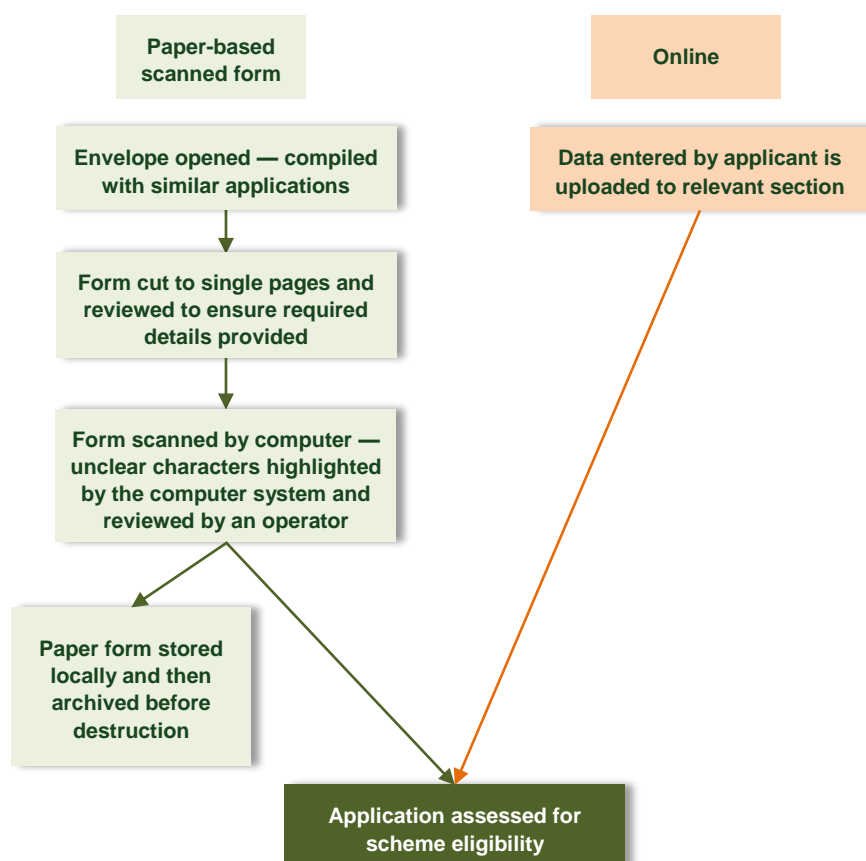 Paper-based
scanned form
Online
Envelope opened — compiled
with similar applications
Data entered by applicant is
uploaded to relevant section
Form cut to single pages and
reviewed to ensure required
details provided
Form scanned by computer —
unclear characters highlighted
by the computer system and
reviewed by an operator
Paper form stored
locally and then
archived before
destruction
Application assessed for
scheme eligibility